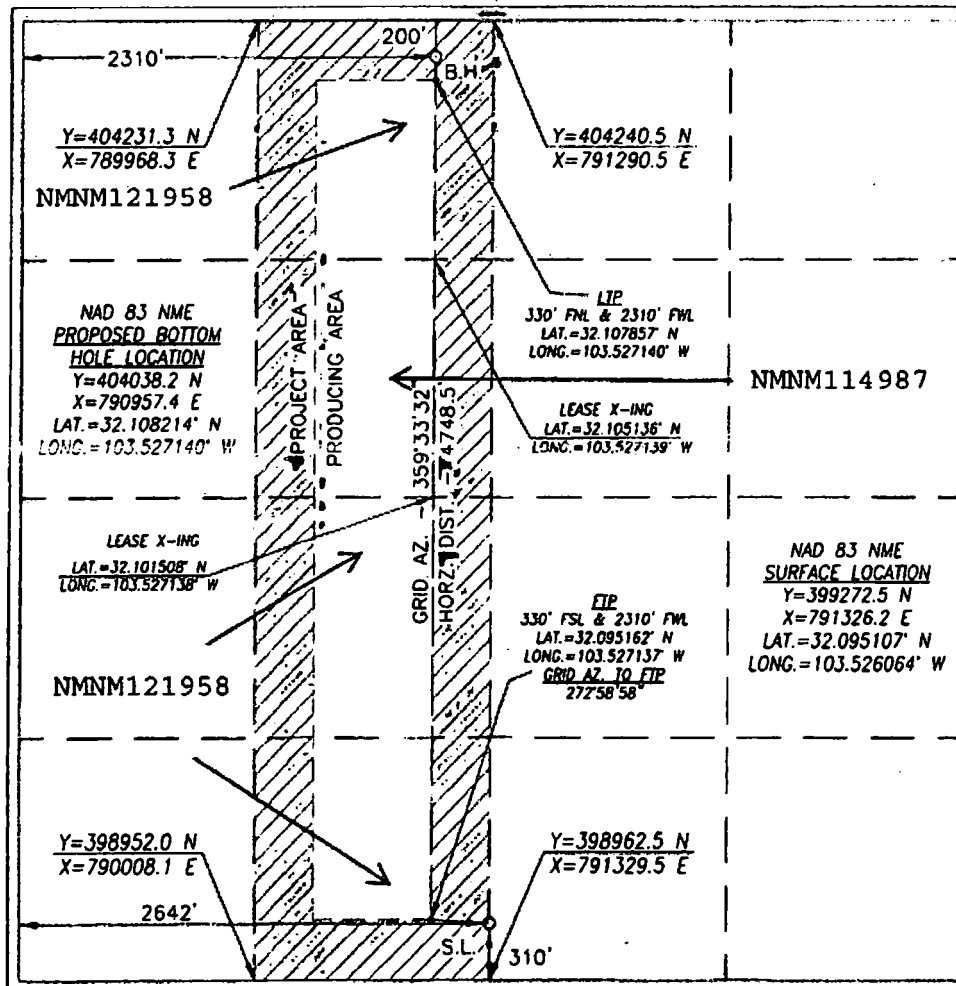 200'
2310'
B.H.
Y=404231.3 N
X=789968.3 E
Y=404240.5 N
X=791290.5 E
NMNM121958
LTP
330' FNL & 2310' FWL
LAT.=32.107857° N
LONG.=103.527140° W
NAD 83 NME
PROPOSED BOTTOM
HOLE LOCATION
Y=404038.2 N
X=790957.4 E
LAT.=32.108214° N
LONG.=103.527140° W
PROJECT AREA
PRODUCING AREA
GRID AZ. - 359°33'32"
HORZ. DIST. - 4748.5'
NMNM114987
LEASE X-ING
LAT.=32.105136° N
LONG.=103.527139° W
LEASE X-ING
LAT.=32.101508° N
LONG.=103.527138° W
NAD 83 NME
SURFACE LOCATION
Y=399272.5 N
X=791326.2 E
LAT.=32.095107° N
LONG.=103.526064° W
FTP
330' FSL & 2310' FWL
LAT.=32.095162° N
LONG.=103.527137° W
GRID AZ. TO FTP
272°58'58"
NMNM121958
Y=398952.0 N
X=790008.1 E
Y=398962.5 N
X=791329.5 E
2642'
S.L.
310'